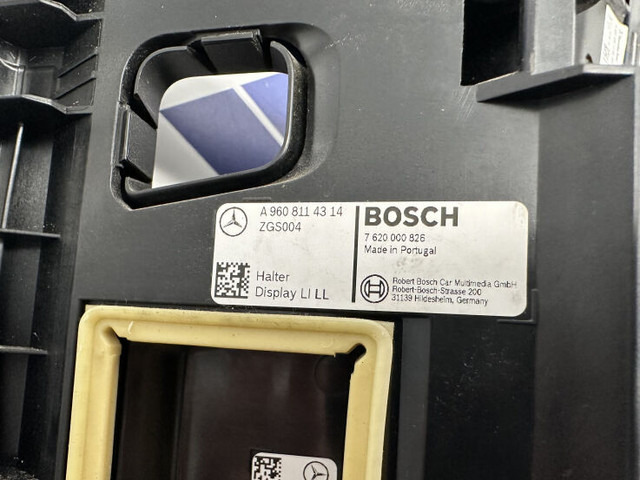 A 960 811 43 14
ZGS004
Halter
Display LI LL
BOSCH
7 620 000 826
Made in Portugal
Robert Bosch Car Multimedia GmbH
Robert-Bosch-Strasse 200
31139 Hildesheim, Germany